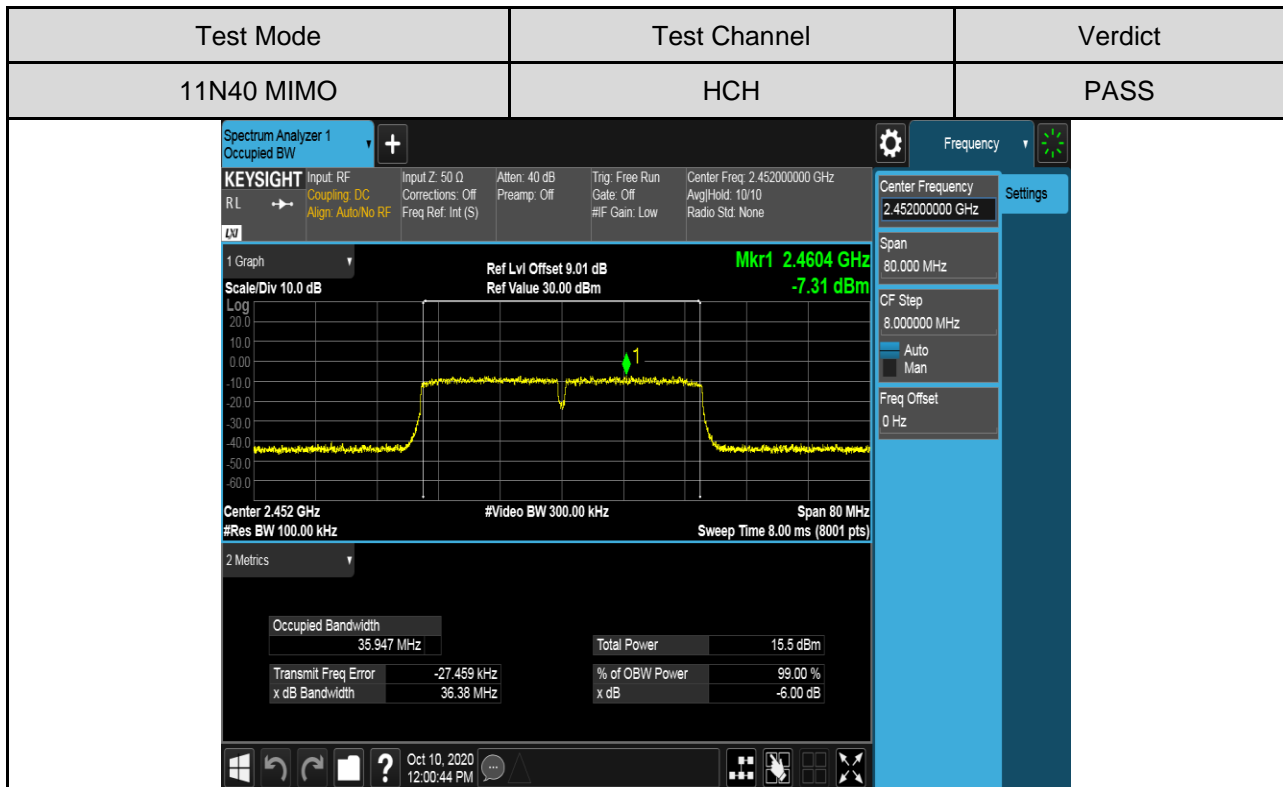 Test Mode Test Channel Verdict
11N40 MIMO HCH PASS
Spectrum Analyzer 1
Occupied BW
+
Frequency
KEYSIGHT Input: RF Input Z: 50 Ω Atten: 40 dB Trig: Free Run Center Freq: 2.452000000 GHz
RL Coupling: DC Corrections: Off Preamp: Off Gate: Off Avg|Hold: 10/10
Align: Auto/No RF Freq Ref: Int (S) #IF Gain: Low Radio Std: None
LXI
Center Frequency
2.452000000 GHz
Settings
Span
80.000 MHz
CF Step
8.000000 MHz
Auto
Man
Freq Offset
0 Hz
1 Graph
Ref Lvl Offset 9.01 dB
Mkr1 2.4604 GHz
Scale/Div 10.0 dB Ref Value 30.00 dBm -7.31 dBm
Log
20.0
10.0
0.00
-10.0
-20.0
-30.0
-40.0
-50.0
-60.0
1
Center 2.452 GHz #Video BW 300.00 kHz Span 80 MHz
#Res BW 100.00 kHz Sweep Time 8.00 ms (8001 pts)
2 Metrics
Occupied Bandwidth
35.947 MHz Total Power 15.5 dBm
Transmit Freq Error -27.459 kHz % of OBW Power 99.00 %
x dB Bandwidth 36.38 MHz x dB -6.00 dB
? Oct 10, 2020
12:00:44 PM